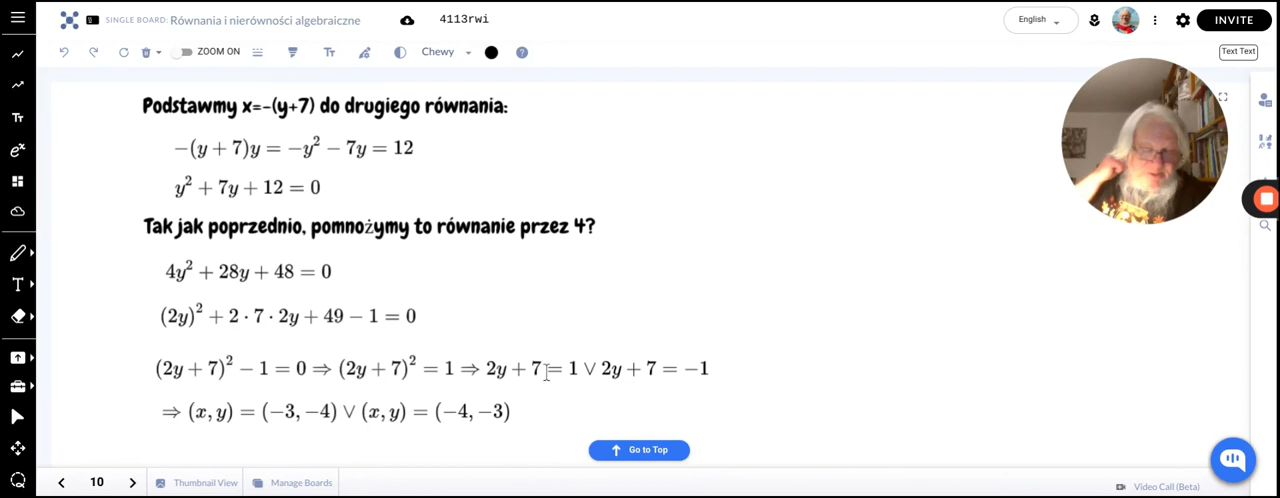 SINGLE BOARD: Równania i nierówności algebraiczne
4113rwi
English
INVITE
ZOOM ON
Tт
Chewy
Text Text
Podstawmy x=-(y+7) do drugiego równania:
−(y + 7)y = −y² − 7y = 12
y² + 7y + 12 = 0
Tak jak poprzednio, pomnożymy to równanie przez 4?
4y² + 28y + 48 = 0
(2y)² + 2 · 7 · 2y + 49 − 1 = 0
(2y + 7)² − 1 = 0 ⇒ (2y + 7)² = 1 ⇒ 2y + 7 = 1 ∨ 2y + 7 = −1
⇒ (x, y) = (−3, −4) ∨ (x, y) = (−4, −3)
Go to Top
10
Thumbnail View
Manage Boards
Video Call (Beta)